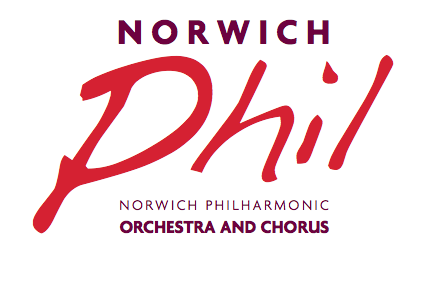 NORWICH
Phil
NORWICH PHILHARMONIC
ORCHESTRA AND CHORUS